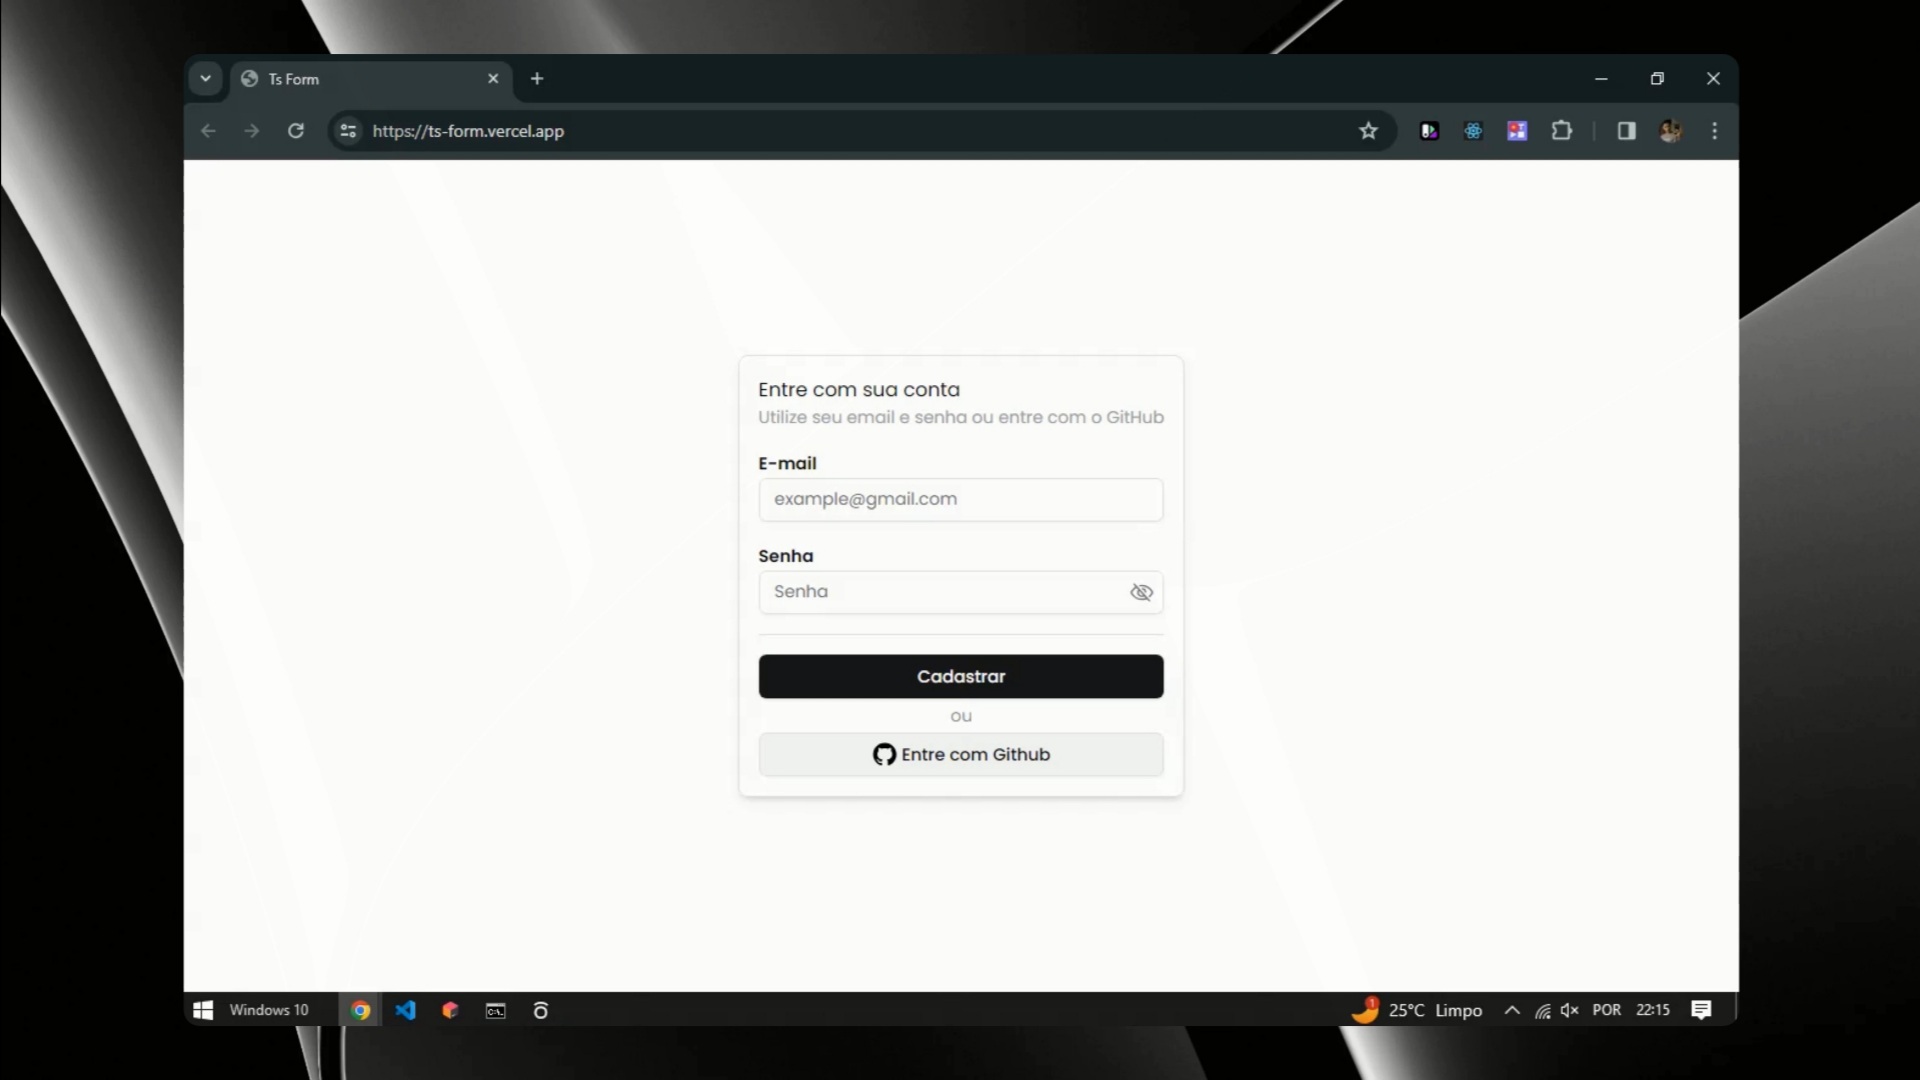 Ts Form
https://ts-form.vercel.app
Entre com sua conta
Utilize seu email e senha ou entre com o GitHub
E-mail
example@gmail.com
Senha
Senha
Cadastrar
ou
Entre com Github
Windows 10
C:\.
1
25°C Limpo
POR
22:15